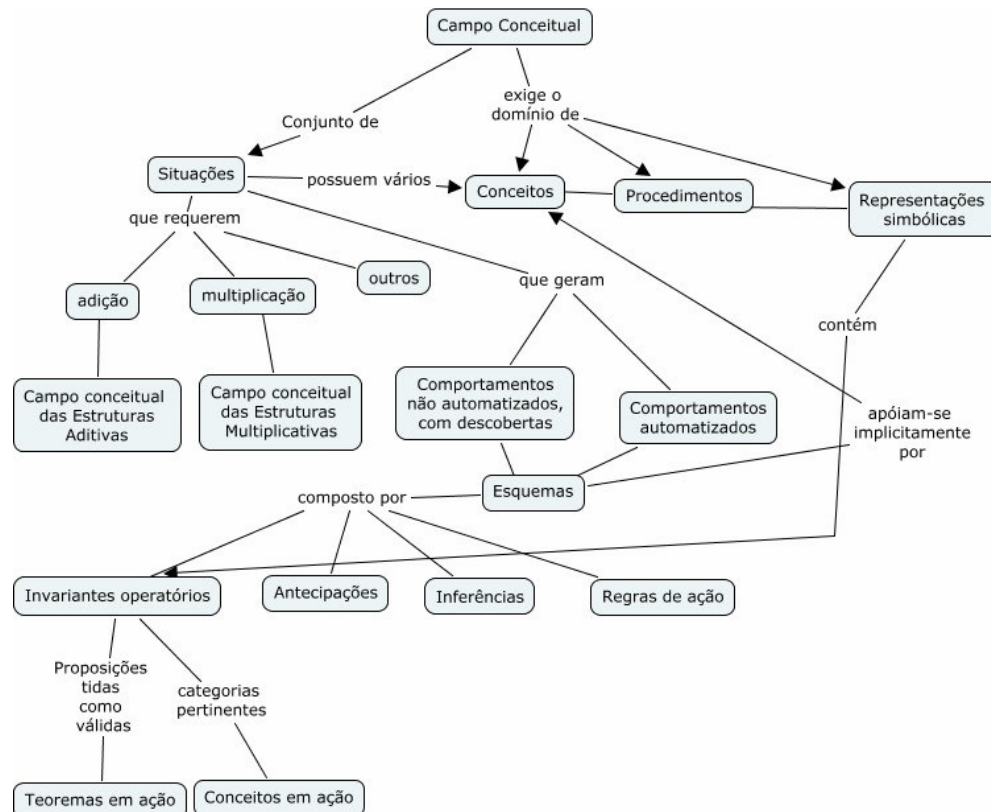 Campo Conceitual
exige o
domínio de
Conjunto de
Situações
possuem vários
Conceitos
Procedimentos
Representações
simbólicas
que requerem
adição
multiplicação
outros
que geram
contém
Campo conceitual
das Estruturas
Aditivas
Campo conceitual
das Estruturas
Multiplicativas
Comportamentos
não automatizados,
com descobertas
Comportamentos
automatizados
apóiam-se
implicitamente
por
Esquemas
composto por
Invariantes operatórios
Antecipações
Inferências
Regras de ação
Proposições
tidas
como
válidas
categorias
pertinentes
Teoremas em ação
Conceitos em ação